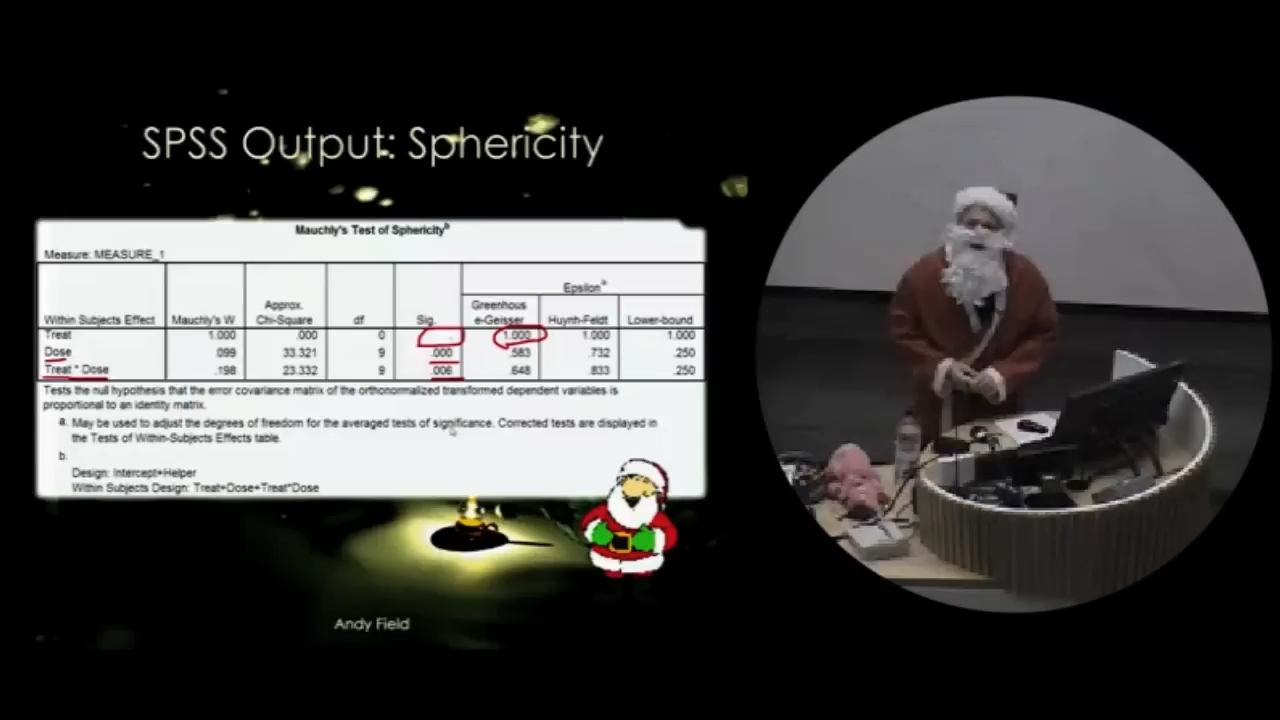 SPSS Output: Sphericity
Mauchly's Test of Sphericityᵇ
Measure: MEASURE_1
Epsilonᵃ
Within Subjects Effect Mauchly's W Approx. Chi-Square df Sig. Greenhous e-Geisser Huynh-Feldt Lower-bound
Treat 1.000 .000 0 . 1.000 1.000 1.000
Dose .099 33.321 9 .000 .583 .732 .250
Treat * Dose .198 23.332 9 .006 .648 .833 .250
Tests the null hypothesis that the error covariance matrix of the orthonormalized transformed dependent variables is
proportional to an identity matrix.
a. May be used to adjust the degrees of freedom for the averaged tests of significance. Corrected tests are displayed in
the Tests of Within-Subjects Effects table.
b.
Design: Intercept+Helper
Within Subjects Design: Treat+Dose+Treat*Dose
Andy Field